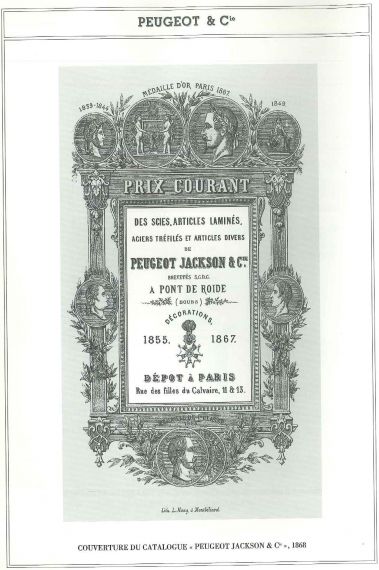 PEUGEOT & Cie
MÉDAILLE D'OR, PARIS 1867.
1839-1844
1849
PRIX COURANT
DES SCIES, ARTICLES LAMINÉS,
ACIERS TRÉFILÉS ET ARTICLES DIVERS
DE
PEUGEOT JACKSON & CIE.
BREVETÉS S.G.D.G.
A PONT DE ROIDE
(DOUBS)
DÉCORATIONS.
1855. 1867.
DÉPOT à PARIS
Rue des filles du Calvaire, 11 & 13.
COUVERTURE DU CATALOGUE « PEUGEOT JACKSON & Cie », 1868